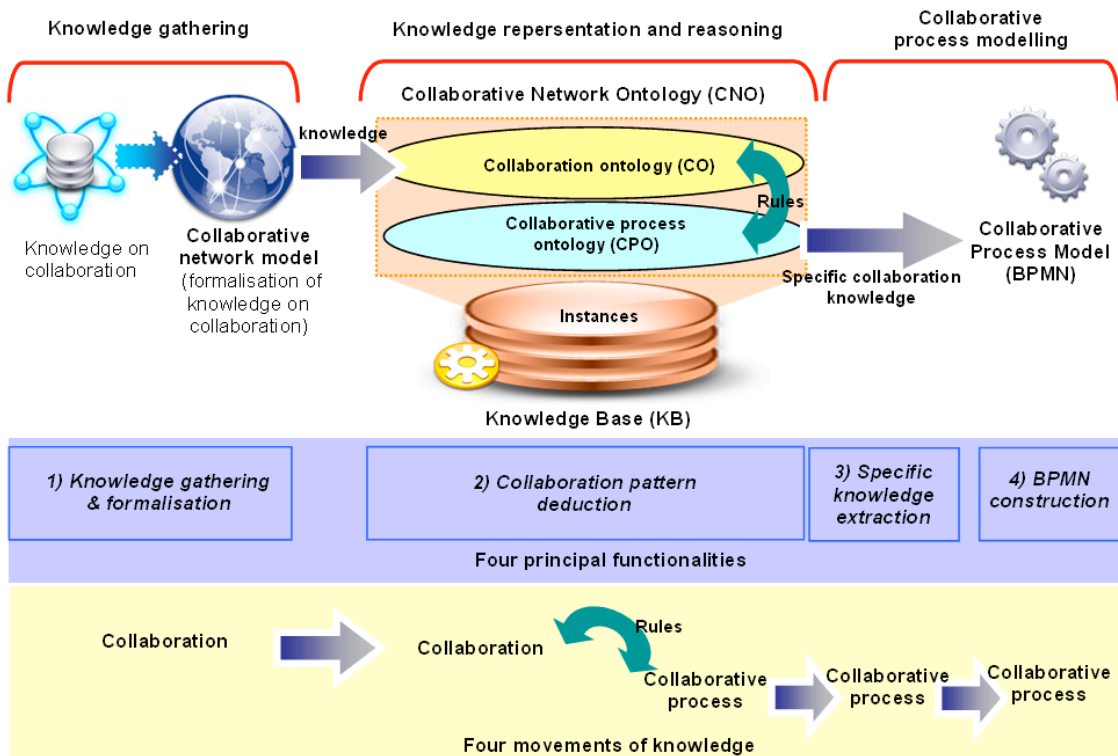 Knowledge gathering
Knowledge repersentation and reasoning
Collaborative
process modelling
Collaborative Network Ontology (CNO)
knowledge
Collaboration ontology (CO)
Rules
Collaborative process
ontology (CPO)
Knowledge on
collaboration
Collaborative
network model
(formalisation of
knowledge on
collaboration)
Specific collaboration
knowledge
Collaborative
Process Model
(BPMN)
Instances
Knowledge Base (KB)
1) Knowledge gathering
& formalisation
2) Collaboration pattern
deduction
3) Specific
knowledge
extraction
4) BPMN
construction
Four principal functionalities
Collaboration
Collaboration
Rules
Collaborative
process
Collaborative
process
Collaborative
process
Four movements of knowledge